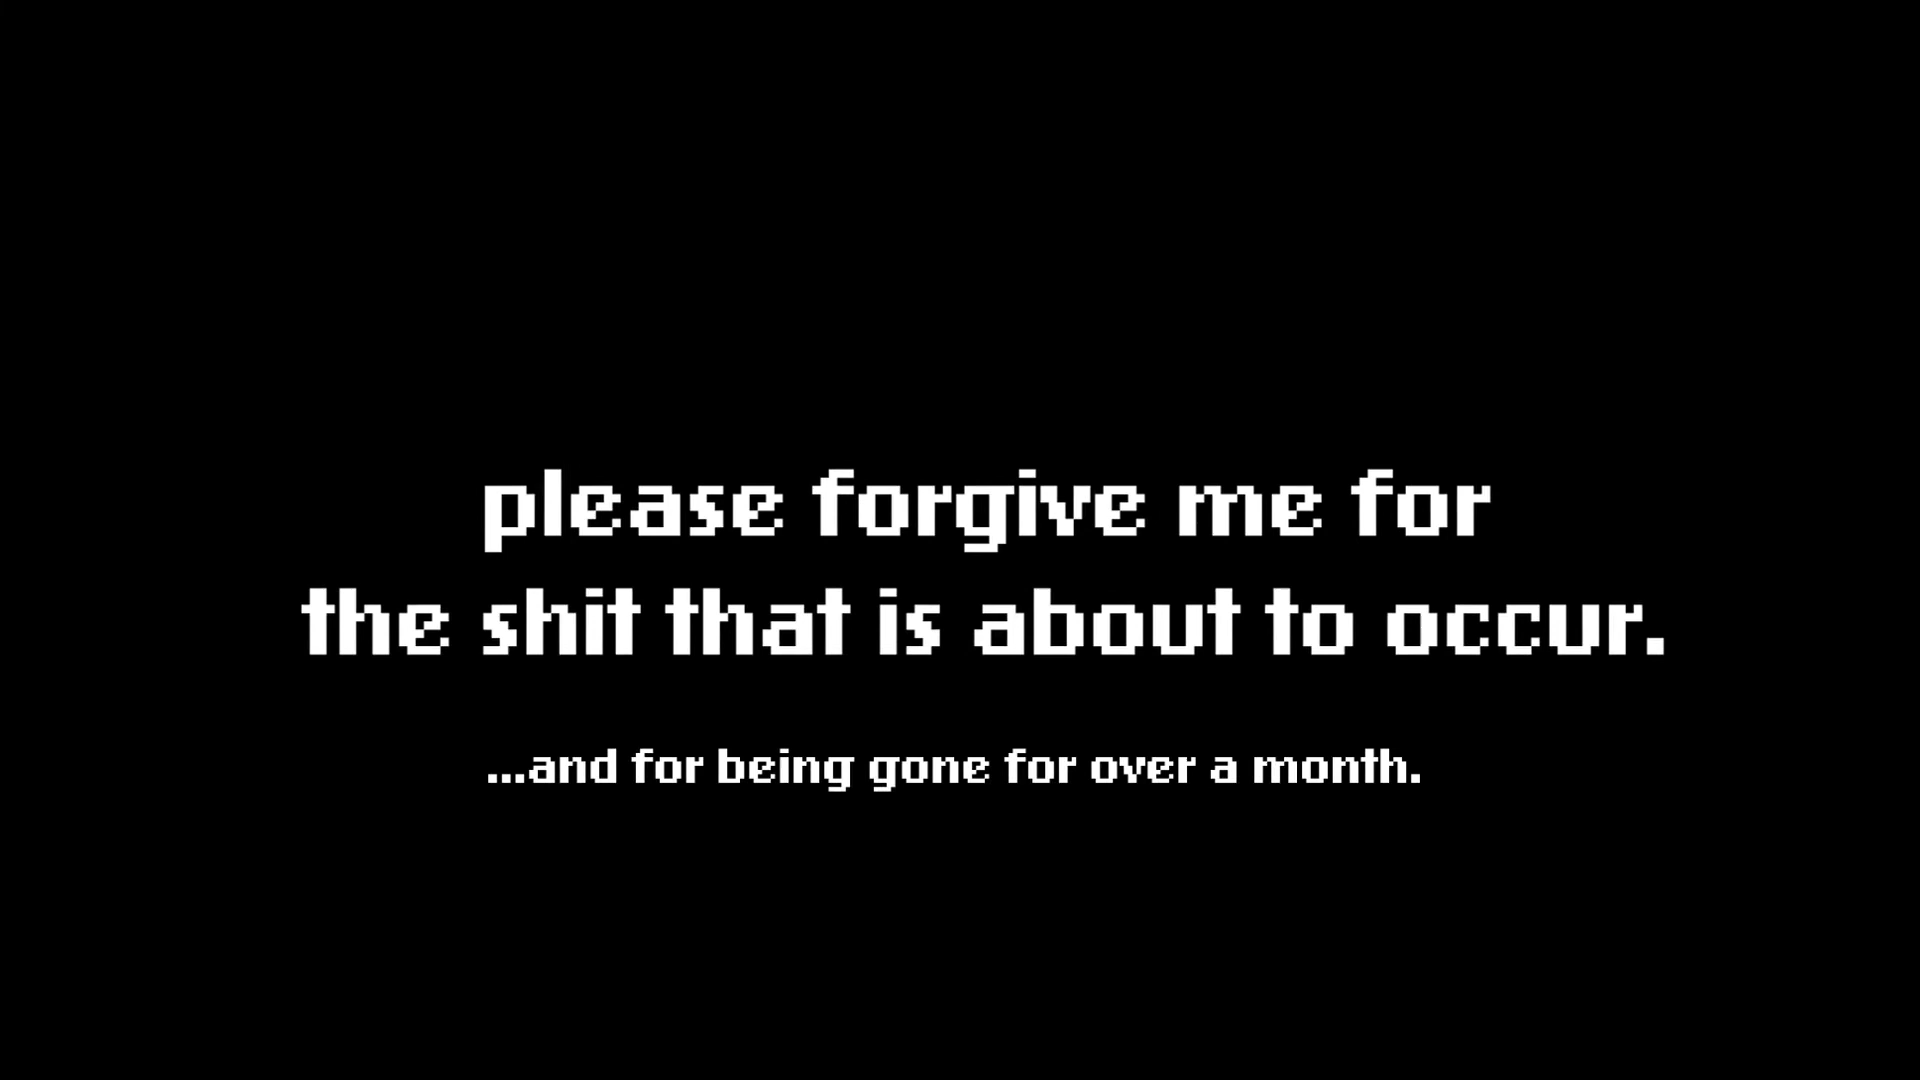 please forgive me for
the shit that is about to occur.
...and for being gone for over a month.